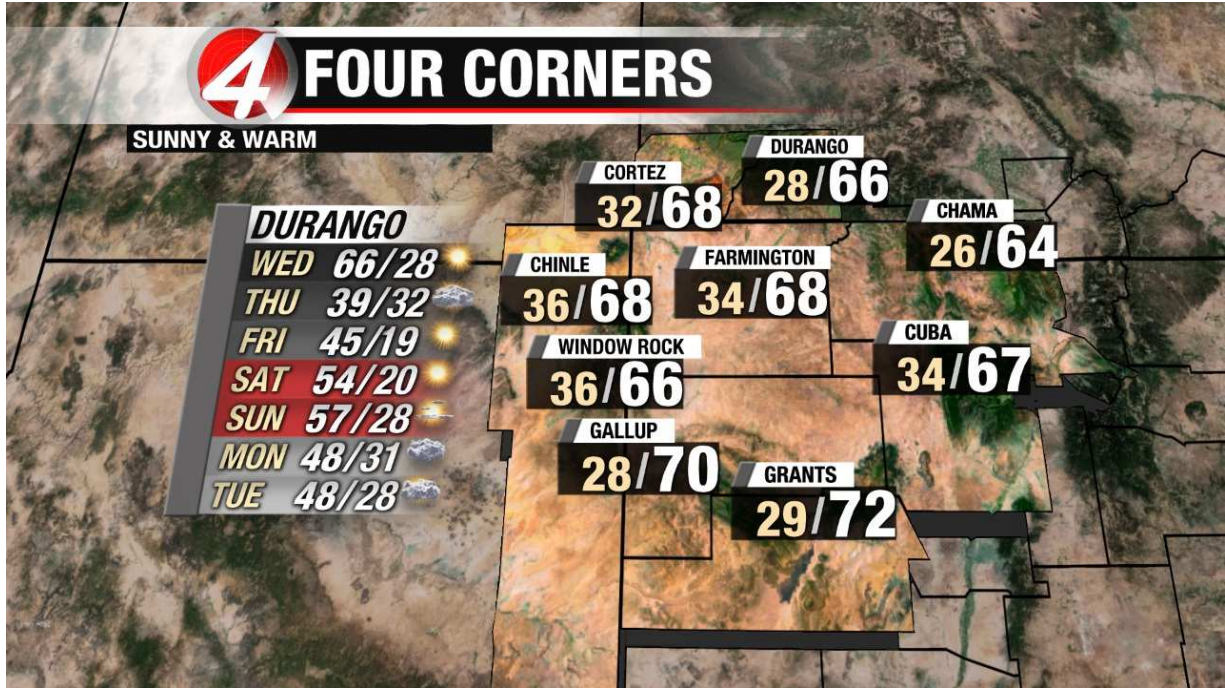 4 FOUR CORNERS
SUNNY & WARM
DURANGO
WED 66/28
THU 39/32
FRI 45/19
SAT 54/20
SUN 57/28
MON 48/31
TUE 48/28
DURANGO
28/66
CORTEZ
32/68
CHAMA
26/64
CHINLE
36/68
FARMINGTON
34/68
WINDOW ROCK
36/66
CUBA
34/67
GALLUP
28/70
GRANTS
29/72